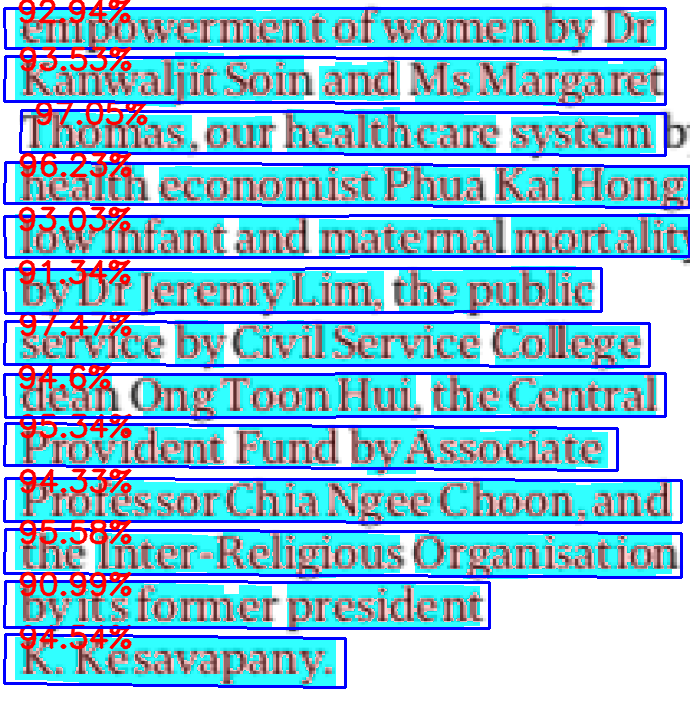 92.94%
empowerment of women by Dr
93.53%
Kanwaljit Soin and Ms Margaret
97.05%
Thomas, our healthcare system by
96.23%
health economist Phua Kai Hong
93.03%
low infant and maternal mortality
91.34%
by Dr Jeremy Lim, the public
97.47%
service by Civil Service College
94.6%
dean Ong Toon Hui, the Central
95.34%
Provident Fund by Associate
94.33%
Professor Chia Ngee Choon, and
95.58%
the Inter-Religious Organisation
90.99%
by its former president
94.54%
K. Kesavapany.